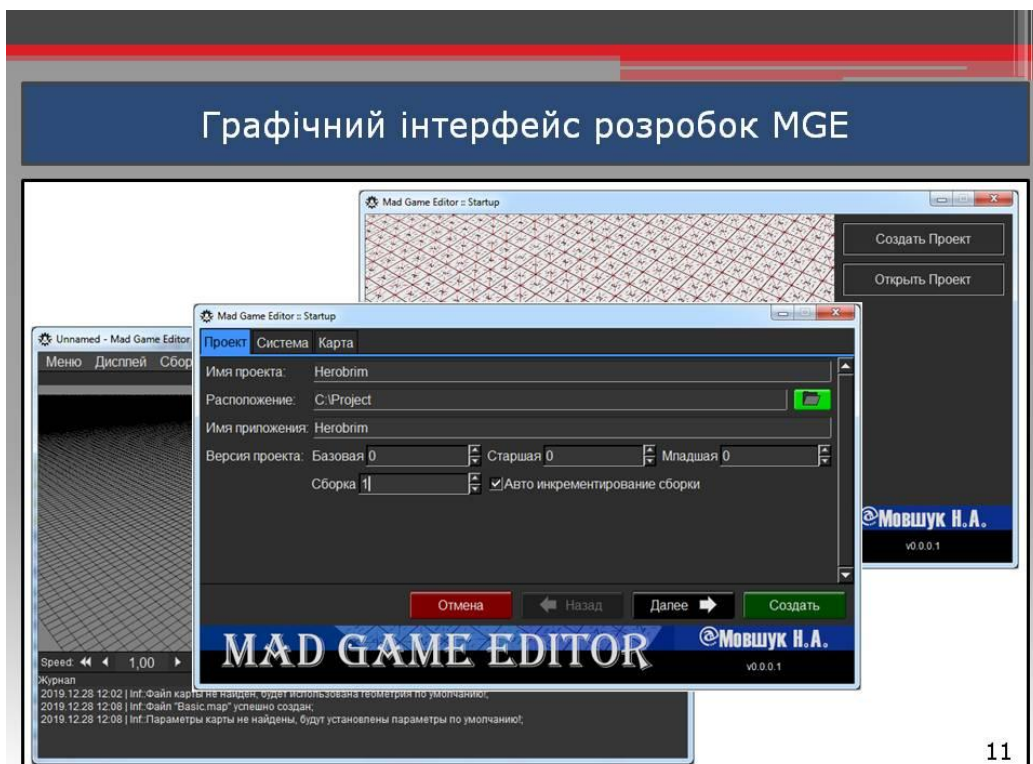 Графічний інтерфейс розробок MGE
Mad Game Editor :: Startup
Создать Проект
Открыть Проект
@Мовшук Н.А.
v0.0.0.1
Unnamed - Mad Game Editor
Меню Дисплей
Speed: 1,00
Журнал
2019.12.28 12:02 | Inf.:Файл карты не найден, будет использована геометрия по умолчанию!;
2019.12.28 12:08 | Inf.:Файл "Basic.map" успешно создан;
2019.12.28 12:08 | Inf.:Параметры карты не найдены, будут установлены параметры по умолчанию!;
Mad Game Editor :: Startup
Проект Система Карта
Имя проекта: Herobrim
Расположение: C:\Project
Имя приложения: Herobrim
Версия проекта: Базовая 0 Старшая 0 Младшая 0
Сборка 1 Авто инкрементирование сборки
Отмена Назад Далее Создать
MAD GAME EDITOR
@Мовшук Н.А.
v0.0.0.1
11